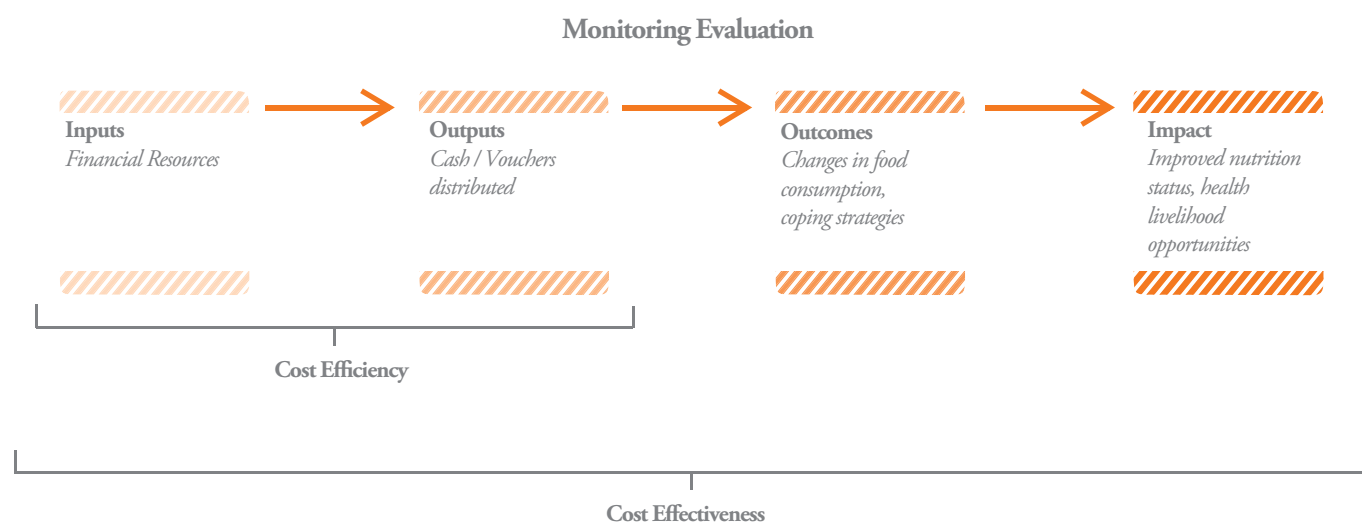 Monitoring Evaluation
Inputs
Financial Resources
Outputs
Cash / Vouchers
distributed
Outcomes
Changes in food
consumption,
coping strategies
Impact
Improved nutrition
status, health
livelihood
opportunities
Cost Efficiency
Cost Effectiveness